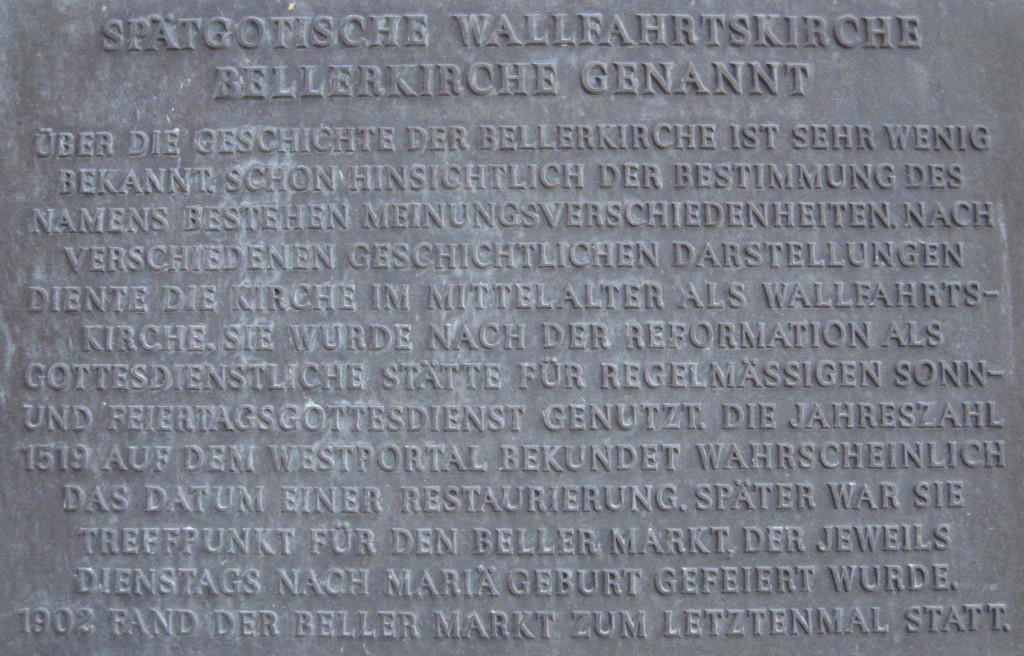 SPÄTGOTISCHE WALLFAHRTSKIRCHE
BELLERKIRCHE GENANNT
ÜBER DIE GESCHICHTE DER BELLERKIRCHE IST SEHR WENIG
BEKANNT. SCHON HINSICHTLICH DER BESTIMMUNG DES
NAMENS BESTEHEN MEINUNGSVERSCHIEDENHEITEN. NACH
VERSCHIEDENEN GESCHICHTLICHEN DARSTELLUNGEN
DIENTE DIE KIRCHE IM MITTELALTER ALS WALLFAHRTS-
KIRCHE. SIE WURDE NACH DER REFORMATION ALS
GOTTESDIENSTLICHE STÄTTE FÜR REGELMÄSSIGEN SONN-
UND FEIERTAGSGOTTESDIENST GENUTZT. DIE JAHRESZAHL
1519 AUF DEM WESTPORTAL BEKUNDET WAHRSCHEINLICH
DAS DATUM EINER RESTAURIERUNG. SPÄTER WAR SIE
TREFFPUNKT FÜR DEN BELLER MARKT, DER JEWEILS
DIENSTAGS NACH MARIÄ GEBURT GEFEIERT WURDE.
1902 FAND DER BELLER MARKT ZUM LETZTENMAL STATT.